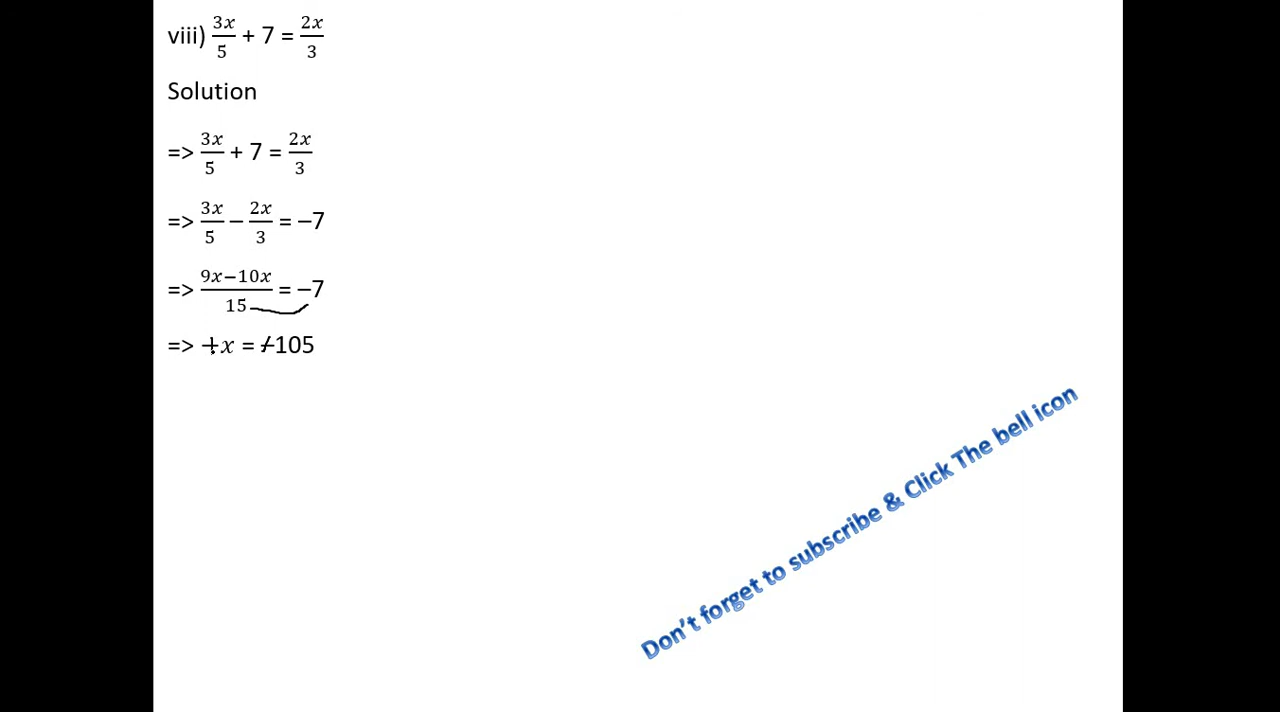 viii) 3x/5 + 7 = 2x/3
Solution
=> 3x/5 + 7 = 2x/3
=> 3x/5 − 2x/3 = −7
=> 9x−10x/15 = −7
=> −x = −105
Don't forget to subscribe & Click The bell icon